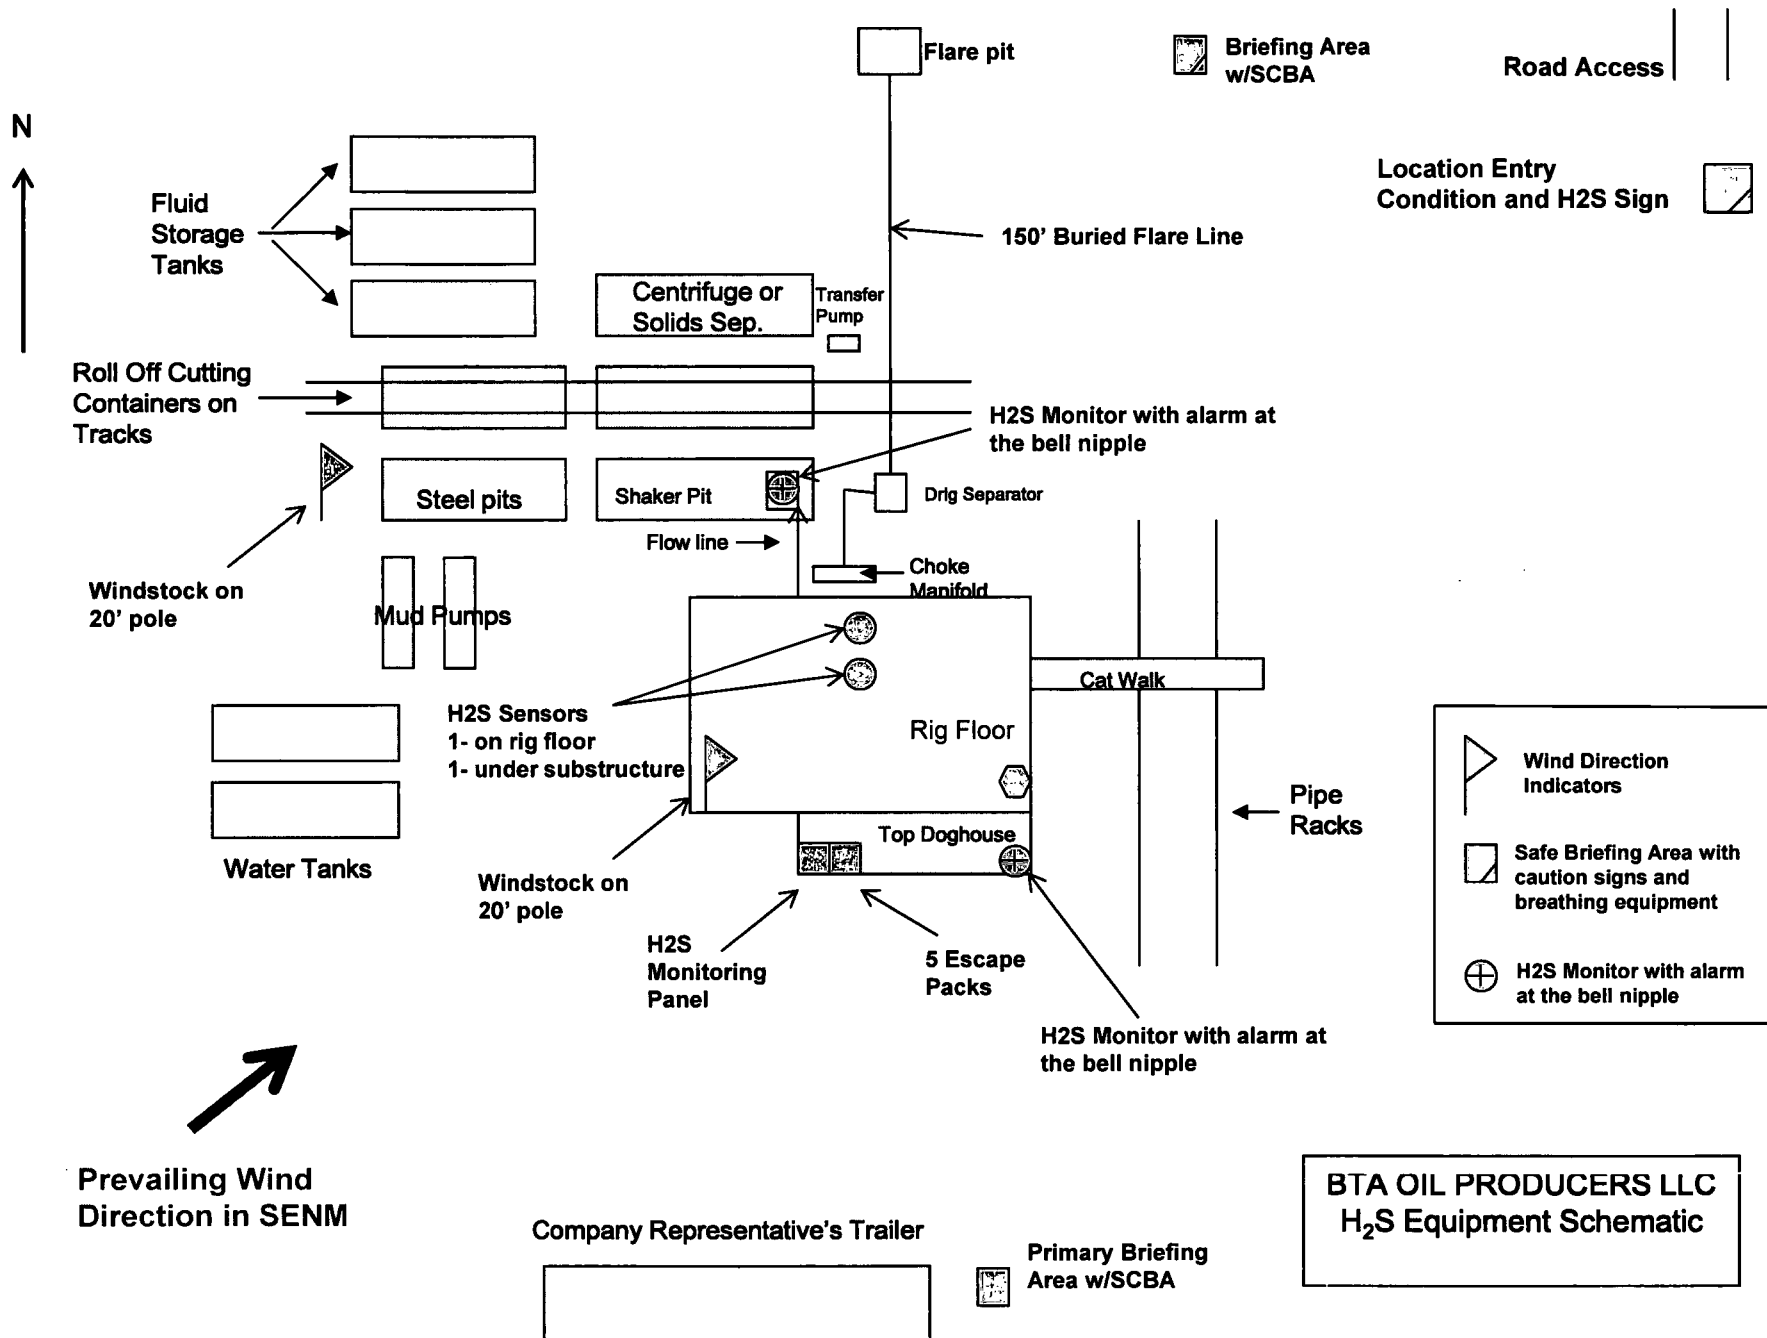 Flare pit
Briefing Area
w/SCBA
Road Access
N
Location Entry
Condition and H2S Sign
Fluid
Storage
Tanks
150' Buried Flare Line
Centrifuge or
Solids Sep.
Transfer
Pump
Roll Off Cutting
Containers on
Tracks
H2S Monitor with alarm at
the bell nipple
Steel pits
Shaker Pit
Drlg Separator
Flow line
Choke
Manifold
Windstock on
20' pole
Mud Pumps
Cat Walk
H2S Sensors
1- on rig floor
1- under substructure
Rig Floor
Wind Direction
Indicators
Pipe
Racks
Top Doghouse
Safe Briefing Area with
caution signs and
breathing equipment
Water Tanks
Windstock on
20' pole
H2S
Monitoring
Panel
5 Escape
Packs
H2S Monitor with alarm
at the bell nipple
H2S Monitor with alarm at
the bell nipple
Prevailing Wind
Direction in SENM
BTA OIL PRODUCERS LLC
H₂S Equipment Schematic
Company Representative's Trailer
Primary Briefing
Area w/SCBA